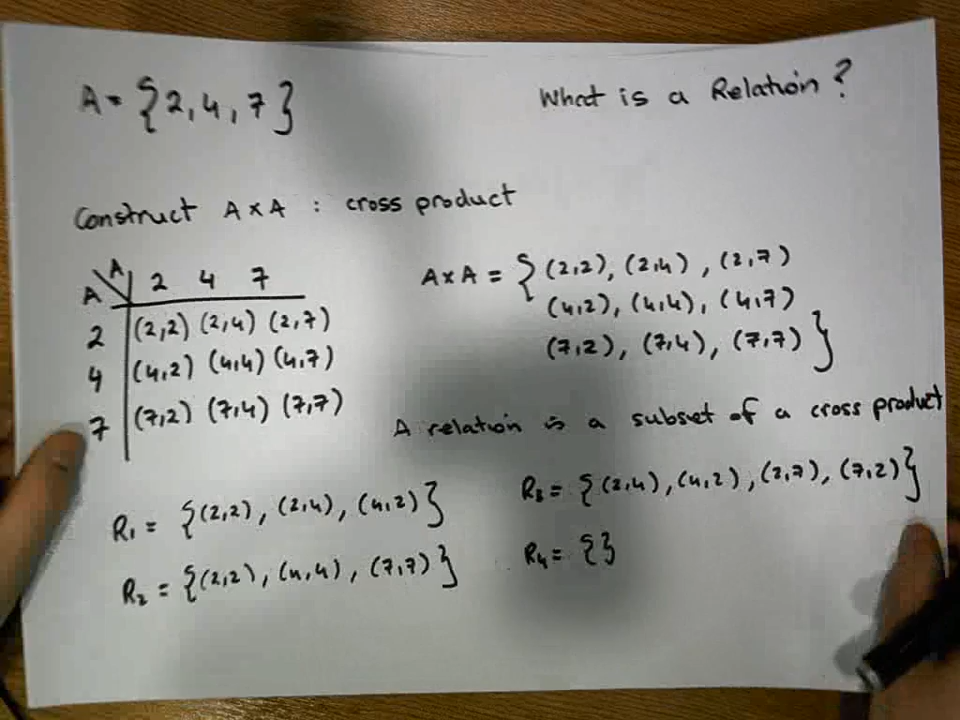 A = {2, 4, 7}
What is a Relation?
Construct A x A : cross product
A
A 2 4 7
2 (2,2) (2,4) (2,7)
4 (4,2) (4,4) (4,7)
7 (7,2) (7,4) (7,7)
A x A = {(2,2), (2,4), (2,7)
(4,2), (4,4), (4,7)
(7,2), (7,4), (7,7)}
A relation is a subset of a cross product
R₁ = {(2,2), (2,4), (4,2)}
R₂ = {(2,2), (4,4), (7,7)}
R₃ = {(2,4), (4,2), (2,7), (7,2)}
R₄ = {}